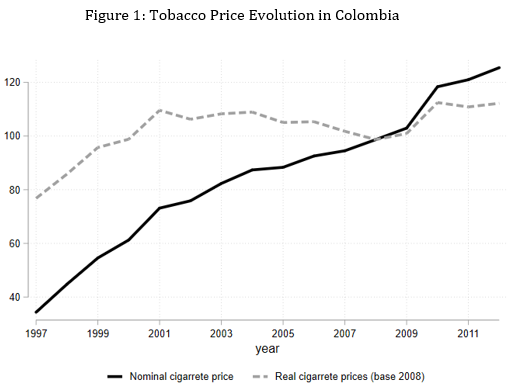 Figure 1: Tobacco Price Evolution in Colombia
120
100
80
60
40
1997 1999 2001 2003 2005 2007 2009 2011
year
Nominal cigarrete price Real cigarrete prices (base 2008)